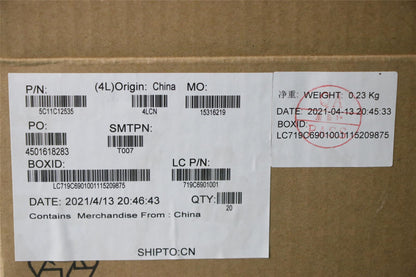 P/N:
5C11C12535
(4L)Origin: China
4LCN
MO:
15316219
PO:
4501618283
SMTPN:
T007
BOXID:
LC719C6901001115209875
LC P/N:
719C6901001
DATE: 2021/4/13 20:46:43
QTY:
20
Contains Merchandise From : China
SHIPTO:CN
净重: WEIGHT: 0.23 Kg
DATE: 2021-04-13 20:45:33
BOXID:
LC719C6901001115209875